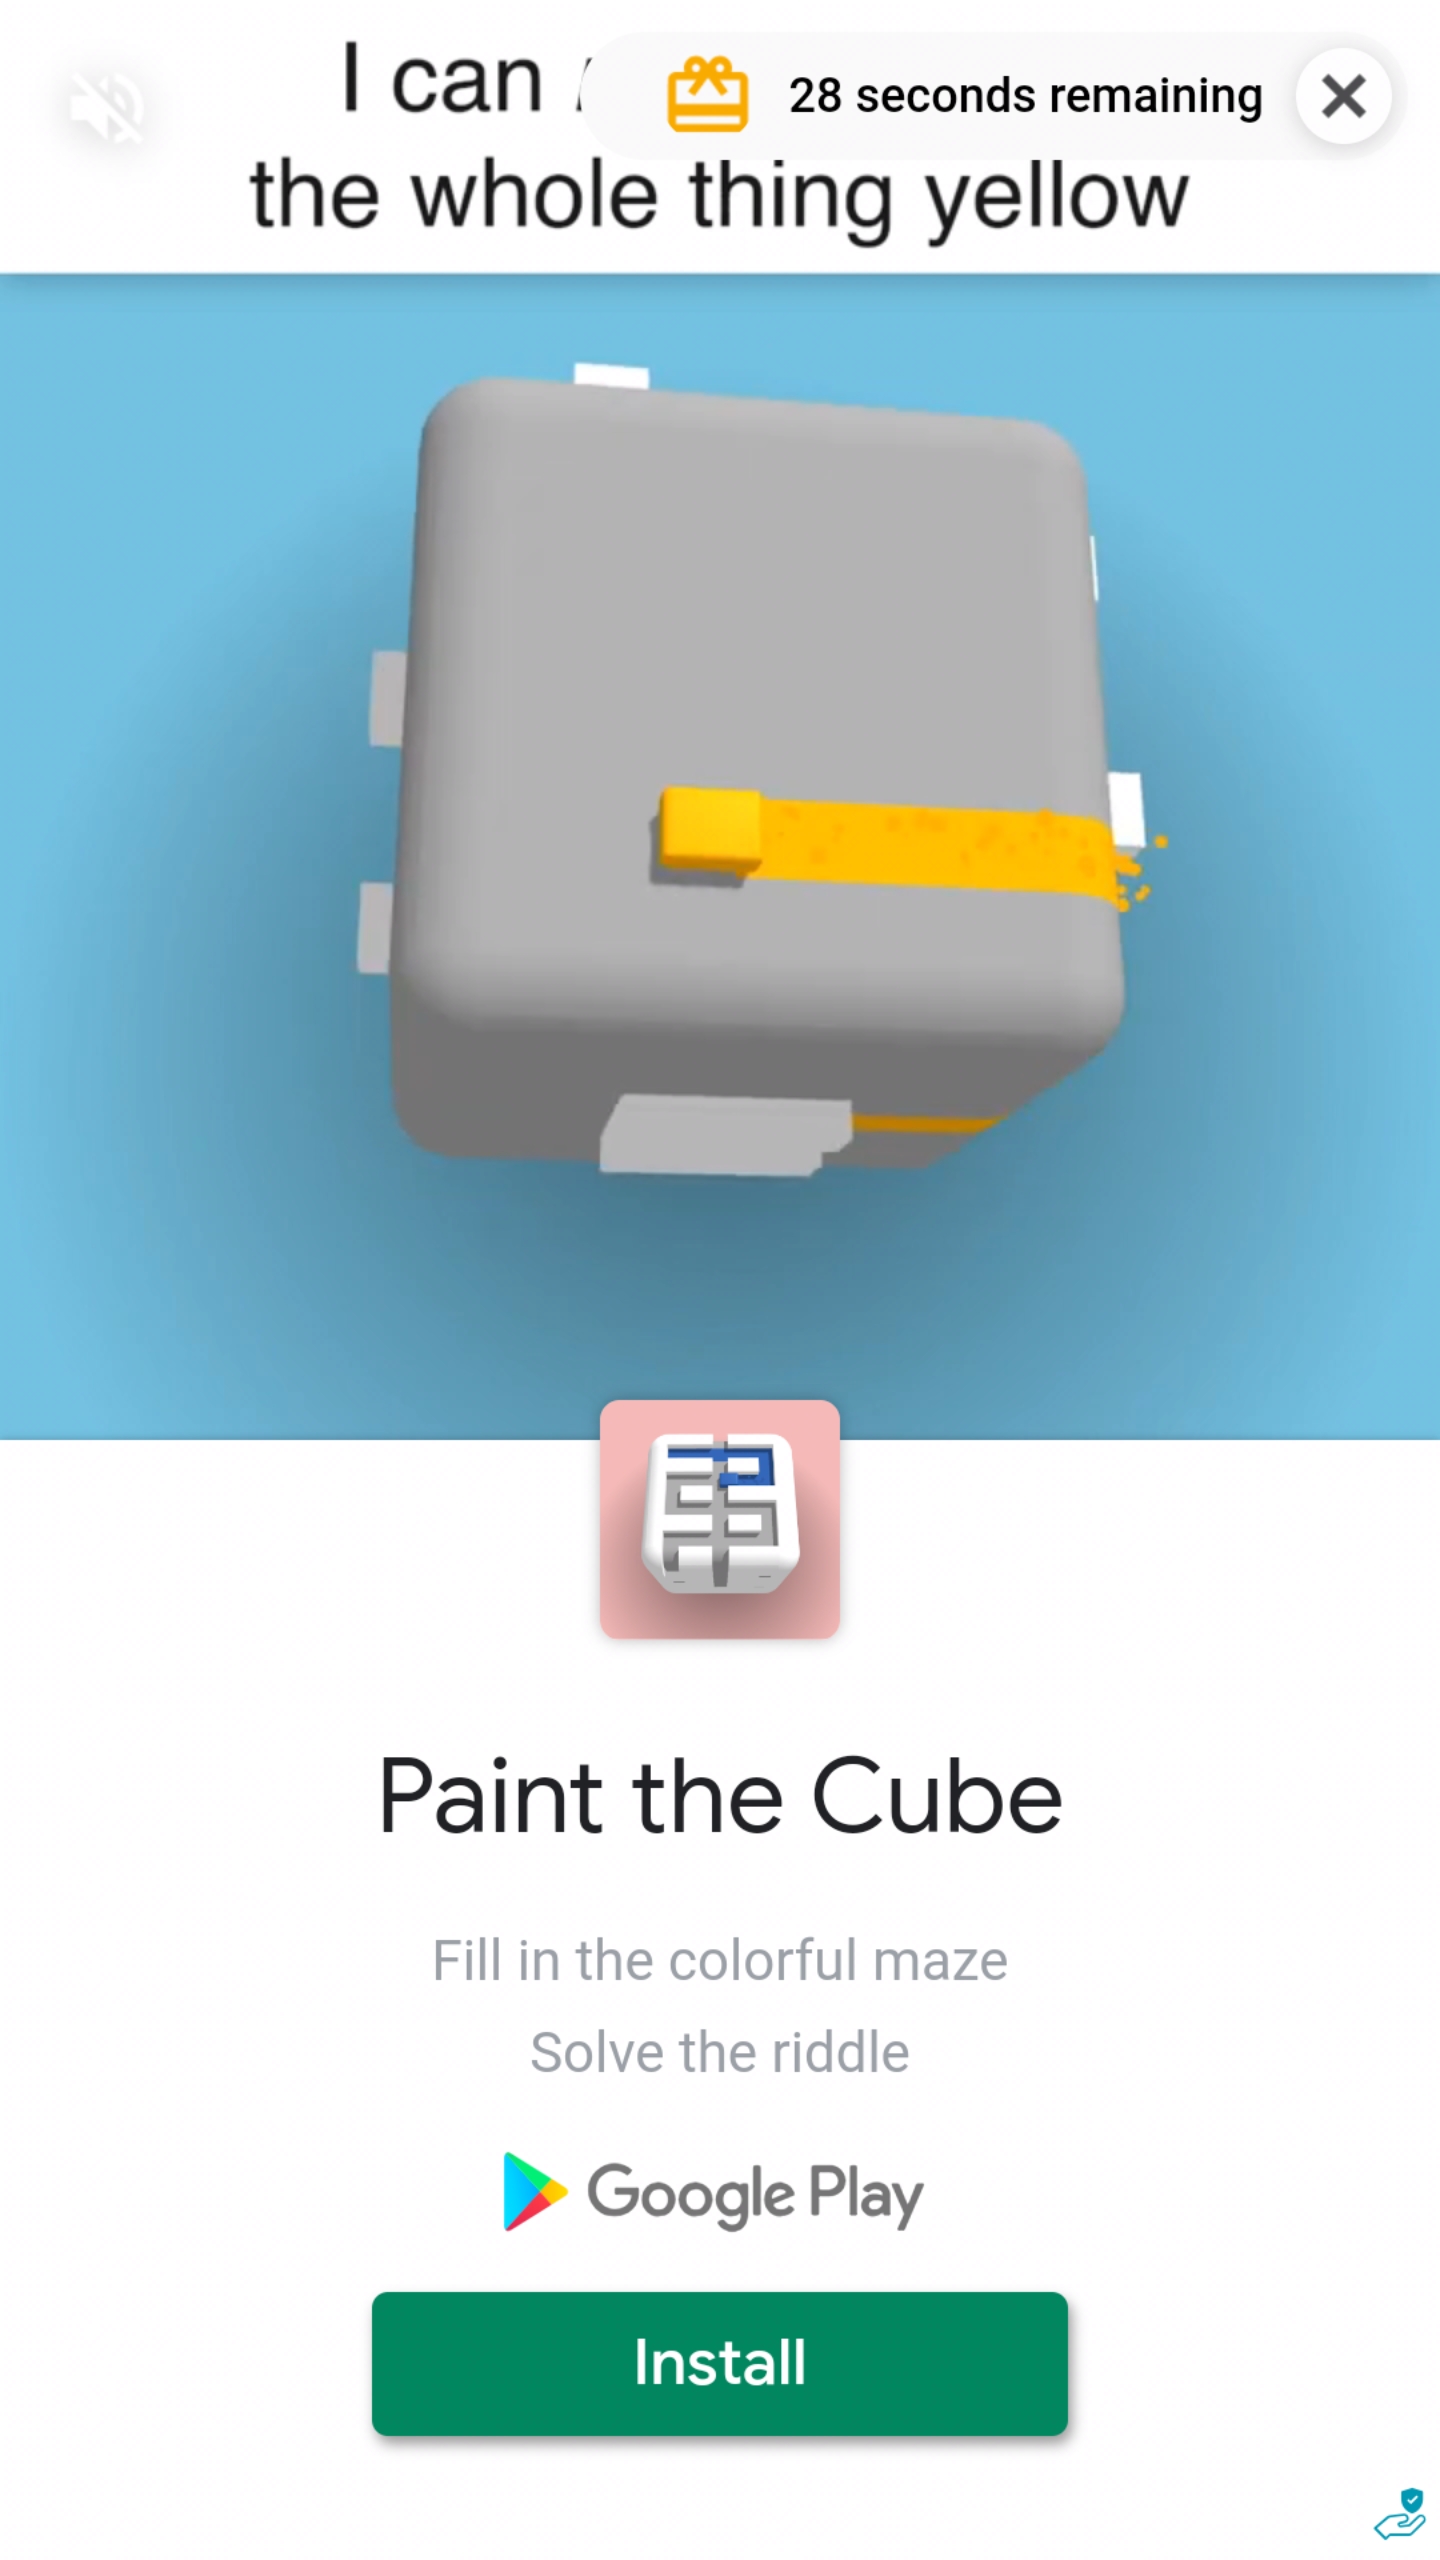 I can
28 seconds remaining
the whole thing yellow
Paint the Cube
Fill in the colorful maze
Solve the riddle
Google Play
Install